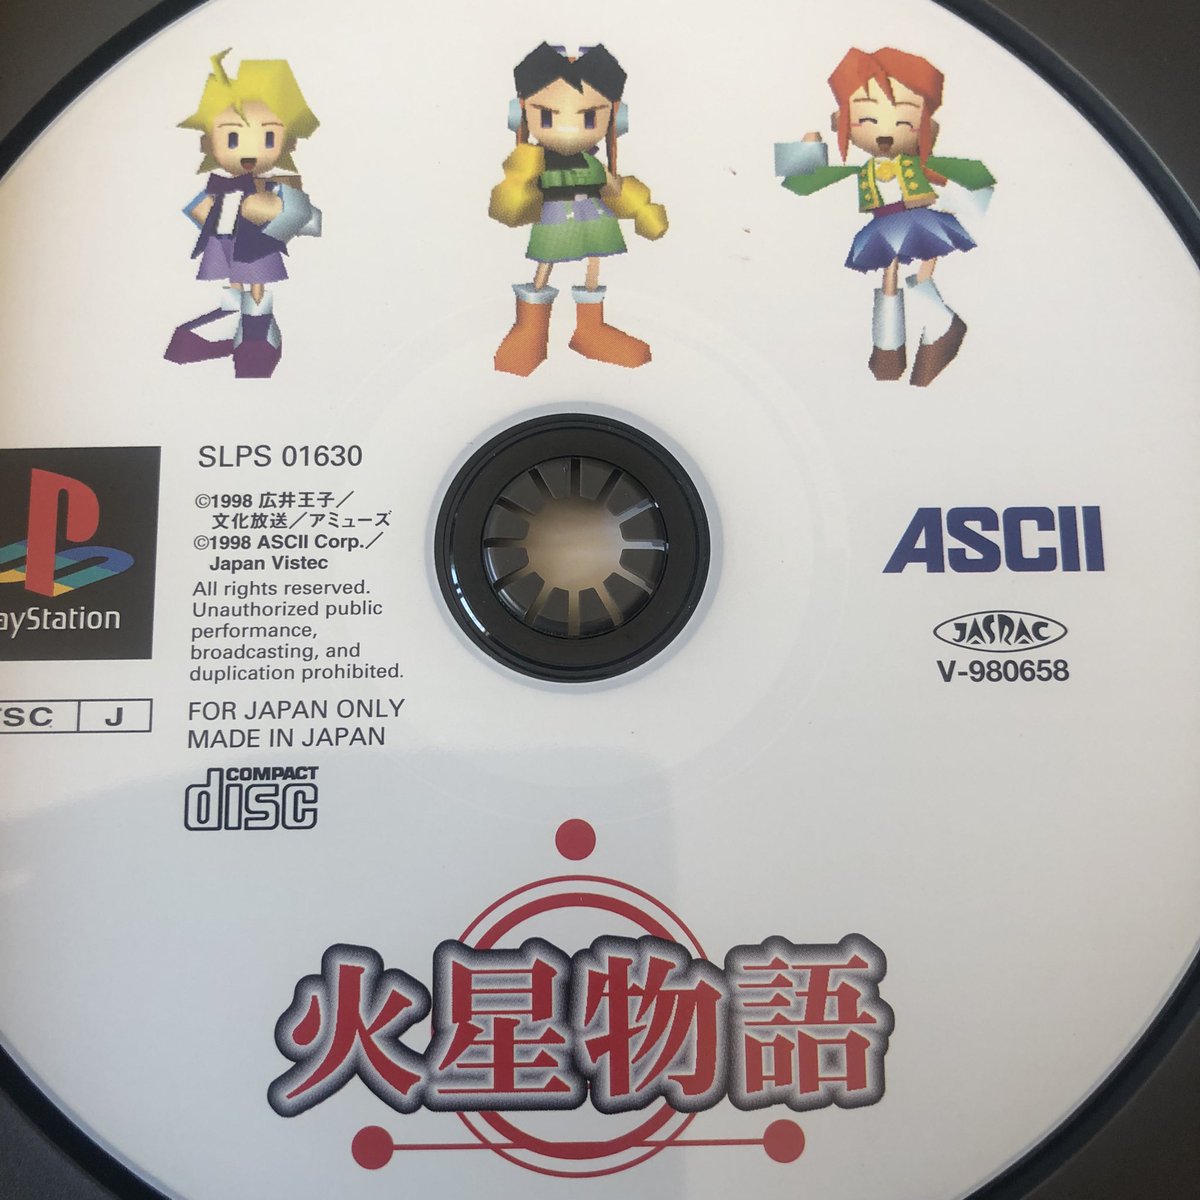 SLPS 01630
©1998 広井王子／
文化放送／アミューズ
©1998 ASCII Corp.／
Japan Vistec
All rights reserved.
Unauthorized public
performance,
broadcasting, and
duplication prohibited.
FOR JAPAN ONLY
MADE IN JAPAN
ayStation
TSC J
COMPACT
disc
ASCII
JASRAC
V-980658
火星物語